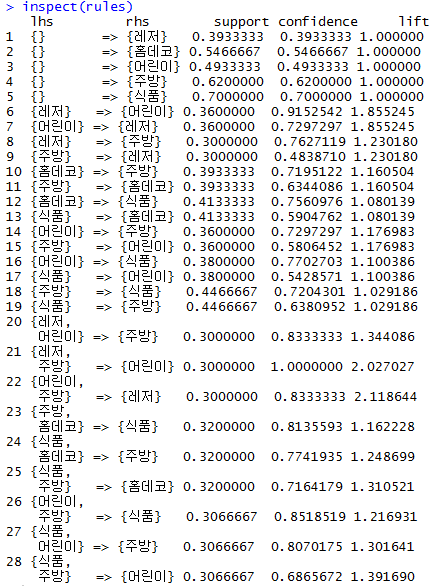 > inspect(rules)
lhs rhs support confidence lift
1 {} => {레저} 0.3933333 0.3933333 1.000000
2 {} => {홈데코} 0.5466667 0.5466667 1.000000
3 {} => {어린이} 0.4933333 0.4933333 1.000000
4 {} => {주방} 0.6200000 0.6200000 1.000000
5 {} => {식품} 0.7000000 0.7000000 1.000000
6 {레저} => {어린이} 0.3600000 0.9152542 1.855245
7 {어린이} => {레저} 0.3600000 0.7297297 1.855245
8 {레저} => {주방} 0.3000000 0.7627119 1.230180
9 {주방} => {레저} 0.3000000 0.4838710 1.230180
10 {홈데코} => {주방} 0.3933333 0.7195122 1.160504
11 {주방} => {홈데코} 0.3933333 0.6344086 1.160504
12 {홈데코} => {식품} 0.4133333 0.7560976 1.080139
13 {식품} => {홈데코} 0.4133333 0.5904762 1.080139
14 {어린이} => {주방} 0.3600000 0.7297297 1.176983
15 {주방} => {어린이} 0.3600000 0.5806452 1.176983
16 {어린이} => {식품} 0.3800000 0.7702703 1.100386
17 {식품} => {어린이} 0.3800000 0.5428571 1.100386
18 {주방} => {식품} 0.4466667 0.7204301 1.029186
19 {식품} => {주방} 0.4466667 0.6380952 1.029186
20 {레저,
어린이} => {주방} 0.3000000 0.8333333 1.344086
21 {레저,
주방} => {어린이} 0.3000000 1.0000000 2.027027
22 {어린이,
주방} => {레저} 0.3000000 0.8333333 2.118644
23 {주방,
홈데코} => {식품} 0.3200000 0.8135593 1.162228
24 {식품,
홈데코} => {주방} 0.3200000 0.7741935 1.248699
25 {식품,
주방} => {홈데코} 0.3200000 0.7164179 1.310521
26 {어린이,
주방} => {식품} 0.3066667 0.8518519 1.216931
27 {식품,
어린이} => {주방} 0.3066667 0.8070175 1.301641
28 {식품,
주방} => {어린이} 0.3066667 0.6865672 1.391690